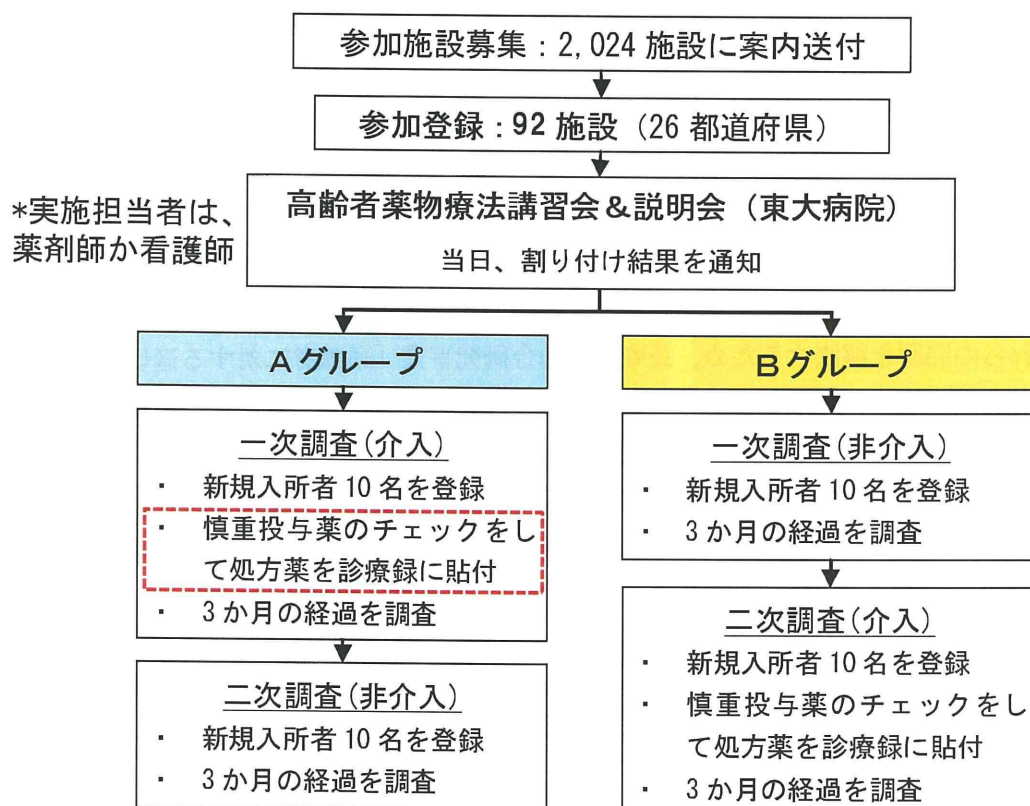 参加施設募集：2,024 施設に案内送付
参加登録：92 施設（26 都道府県）
*実施担当者は、
薬剤師か看護師
高齢者薬物療法講習会＆説明会（東大病院）
当日、割り付け結果を通知
Ａグループ
一次調査(介入)
・ 新規入所者 10 名を登録
・ 慎重投与薬のチェックをし
て処方薬を診療録に貼付
・ 3 か月の経過を調査
二次調査(非介入)
・ 新規入所者 10 名を登録
・ 3 か月の経過を調査
Ｂグループ
一次調査(非介入)
・ 新規入所者 10 名を登録
・ 3 か月の経過を調査
二次調査(介入)
・ 新規入所者 10 名を登録
・ 慎重投与薬のチェックをし
て処方薬を診療録に貼付
・ 3 か月の経過を調査